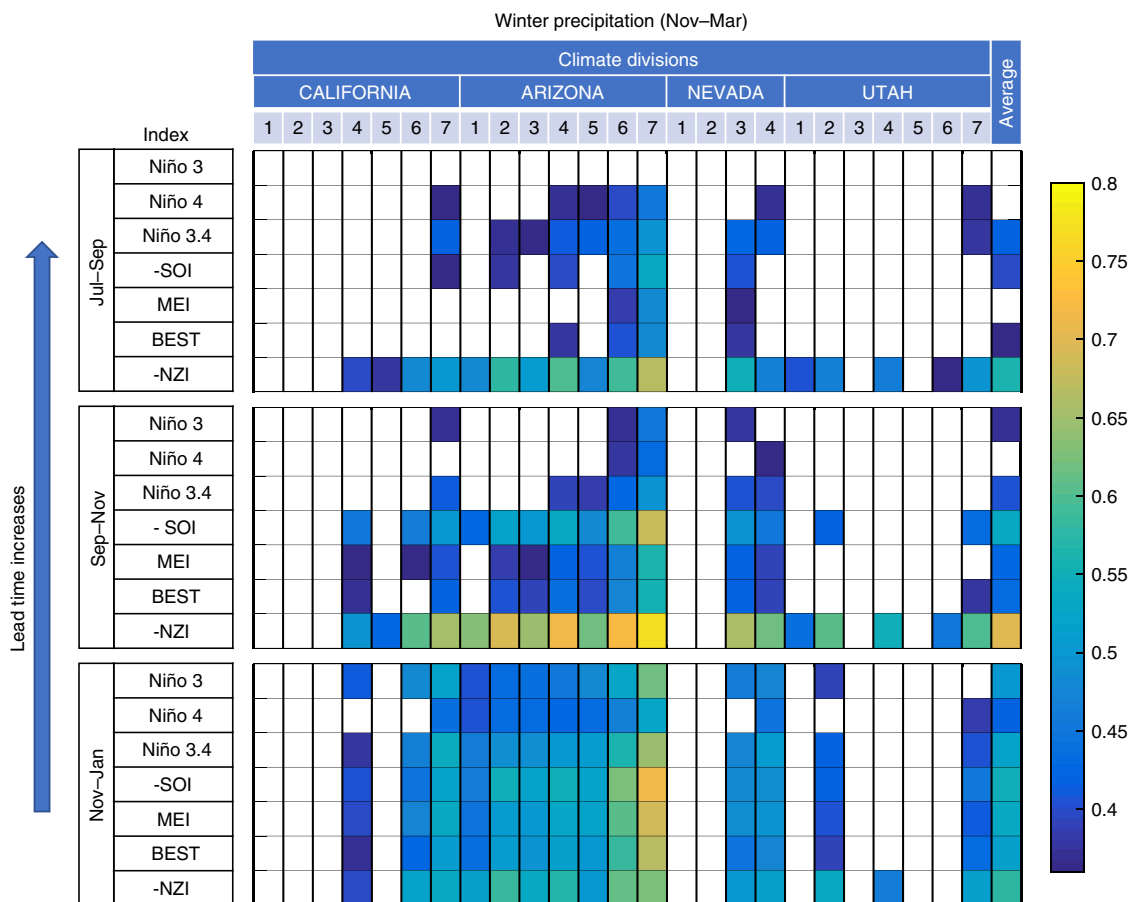 Winter precipitation (Nov–Mar)
Climate divisions
Average
CALIFORNIA ARIZONA NEVADA UTAH
Index
1 2 3 4 5 6 7 1 2 3 4 5 6 7 1 2 3 4 1 2 3 4 5 6 7
Lead time increases
Jul–Sep
Niño 3
Niño 4
Niño 3.4
-SOI
MEI
BEST
-NZI
Sep–Nov
Niño 3
Niño 4
Niño 3.4
- SOI
MEI
BEST
-NZI
Nov–Jan
Niño 3
Niño 4
Niño 3.4
-SOI
MEI
BEST
-NZI
0.8
0.75
0.7
0.65
0.6
0.55
0.5
0.45
0.4